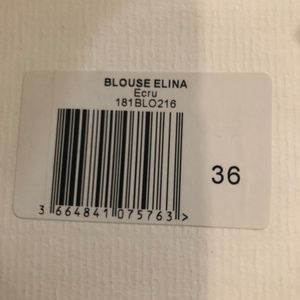 BLOUSE ELINA
Ecru
181BLO216
36
3 664841 075763 >